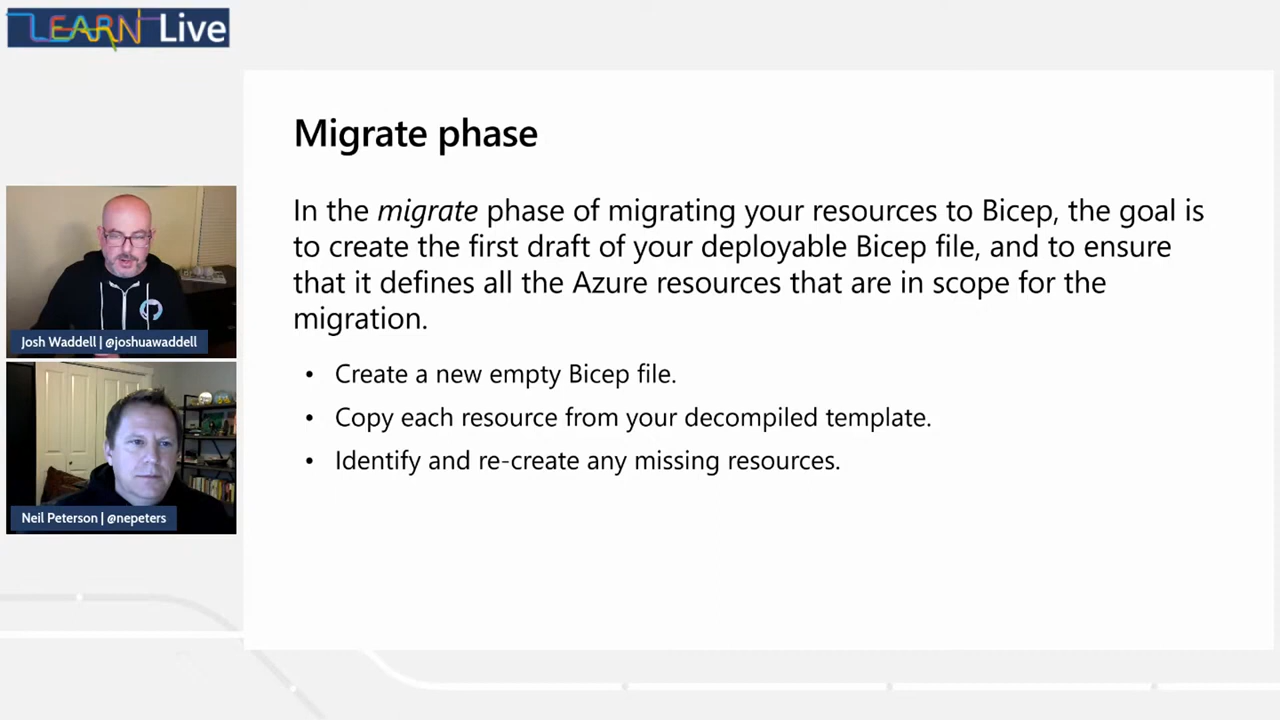 LEARN Live
Migrate phase
In the migrate phase of migrating your resources to Bicep, the goal is
to create the first draft of your deployable Bicep file, and to ensure
that it defines all the Azure resources that are in scope for the
migration.
• Create a new empty Bicep file.
• Copy each resource from your decompiled template.
• Identify and re-create any missing resources.
Josh Waddell | @joshuawaddell
Neil Peterson | @nepeters